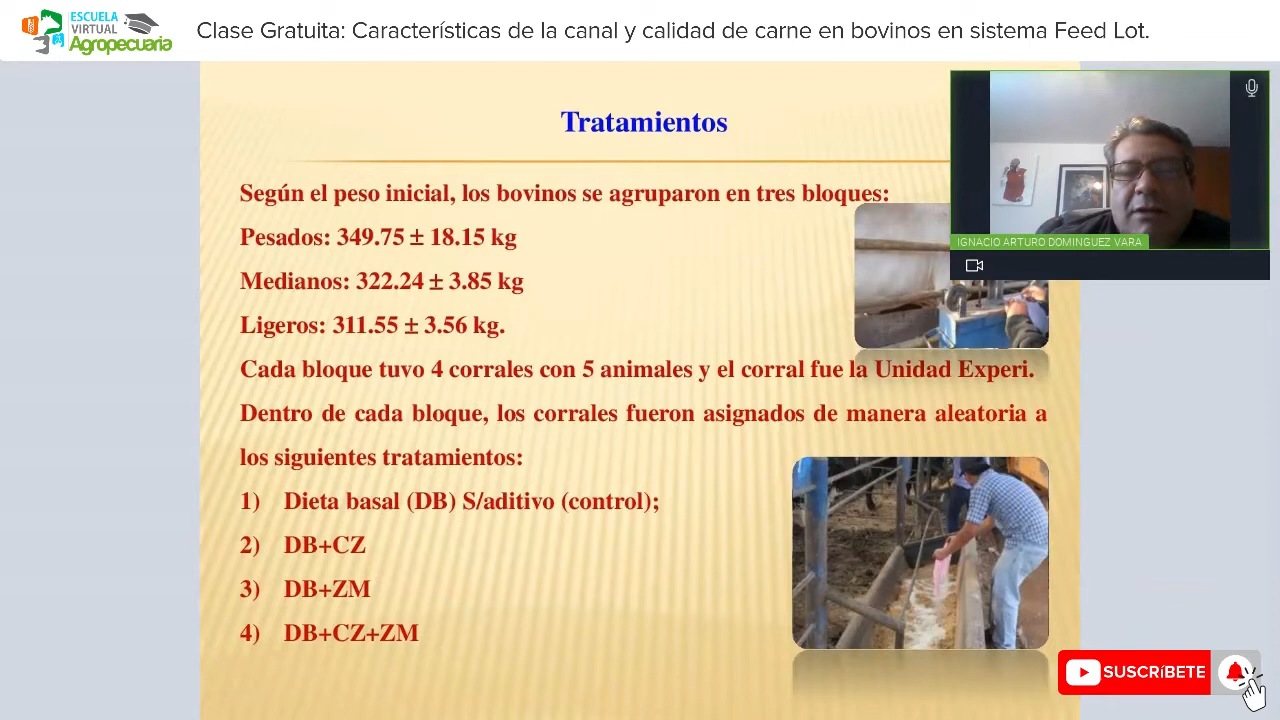 ESCUELA
VIRTUAL
Agropecuaria
Clase Gratuita: Características de la canal y calidad de carne en bovinos en sistema Feed Lot.
Tratamientos
Según el peso inicial, los bovinos se agruparon en tres bloques:
Pesados: 349.75 ± 18.15 kg
Medianos: 322.24 ± 3.85 kg
Ligeros: 311.55 ± 3.56 kg.
Cada bloque tuvo 4 corrales con 5 animales y el corral fue la Unidad Experi.
Dentro de cada bloque, los corrales fueron asignados de manera aleatoria a
los siguientes tratamientos:
1) Dieta basal (DB) S/aditivo (control);
2) DB+CZ
3) DB+ZM
4) DB+CZ+ZM
IGNACIO ARTURO DOMINGUEZ VARA
SUSCRíBETE